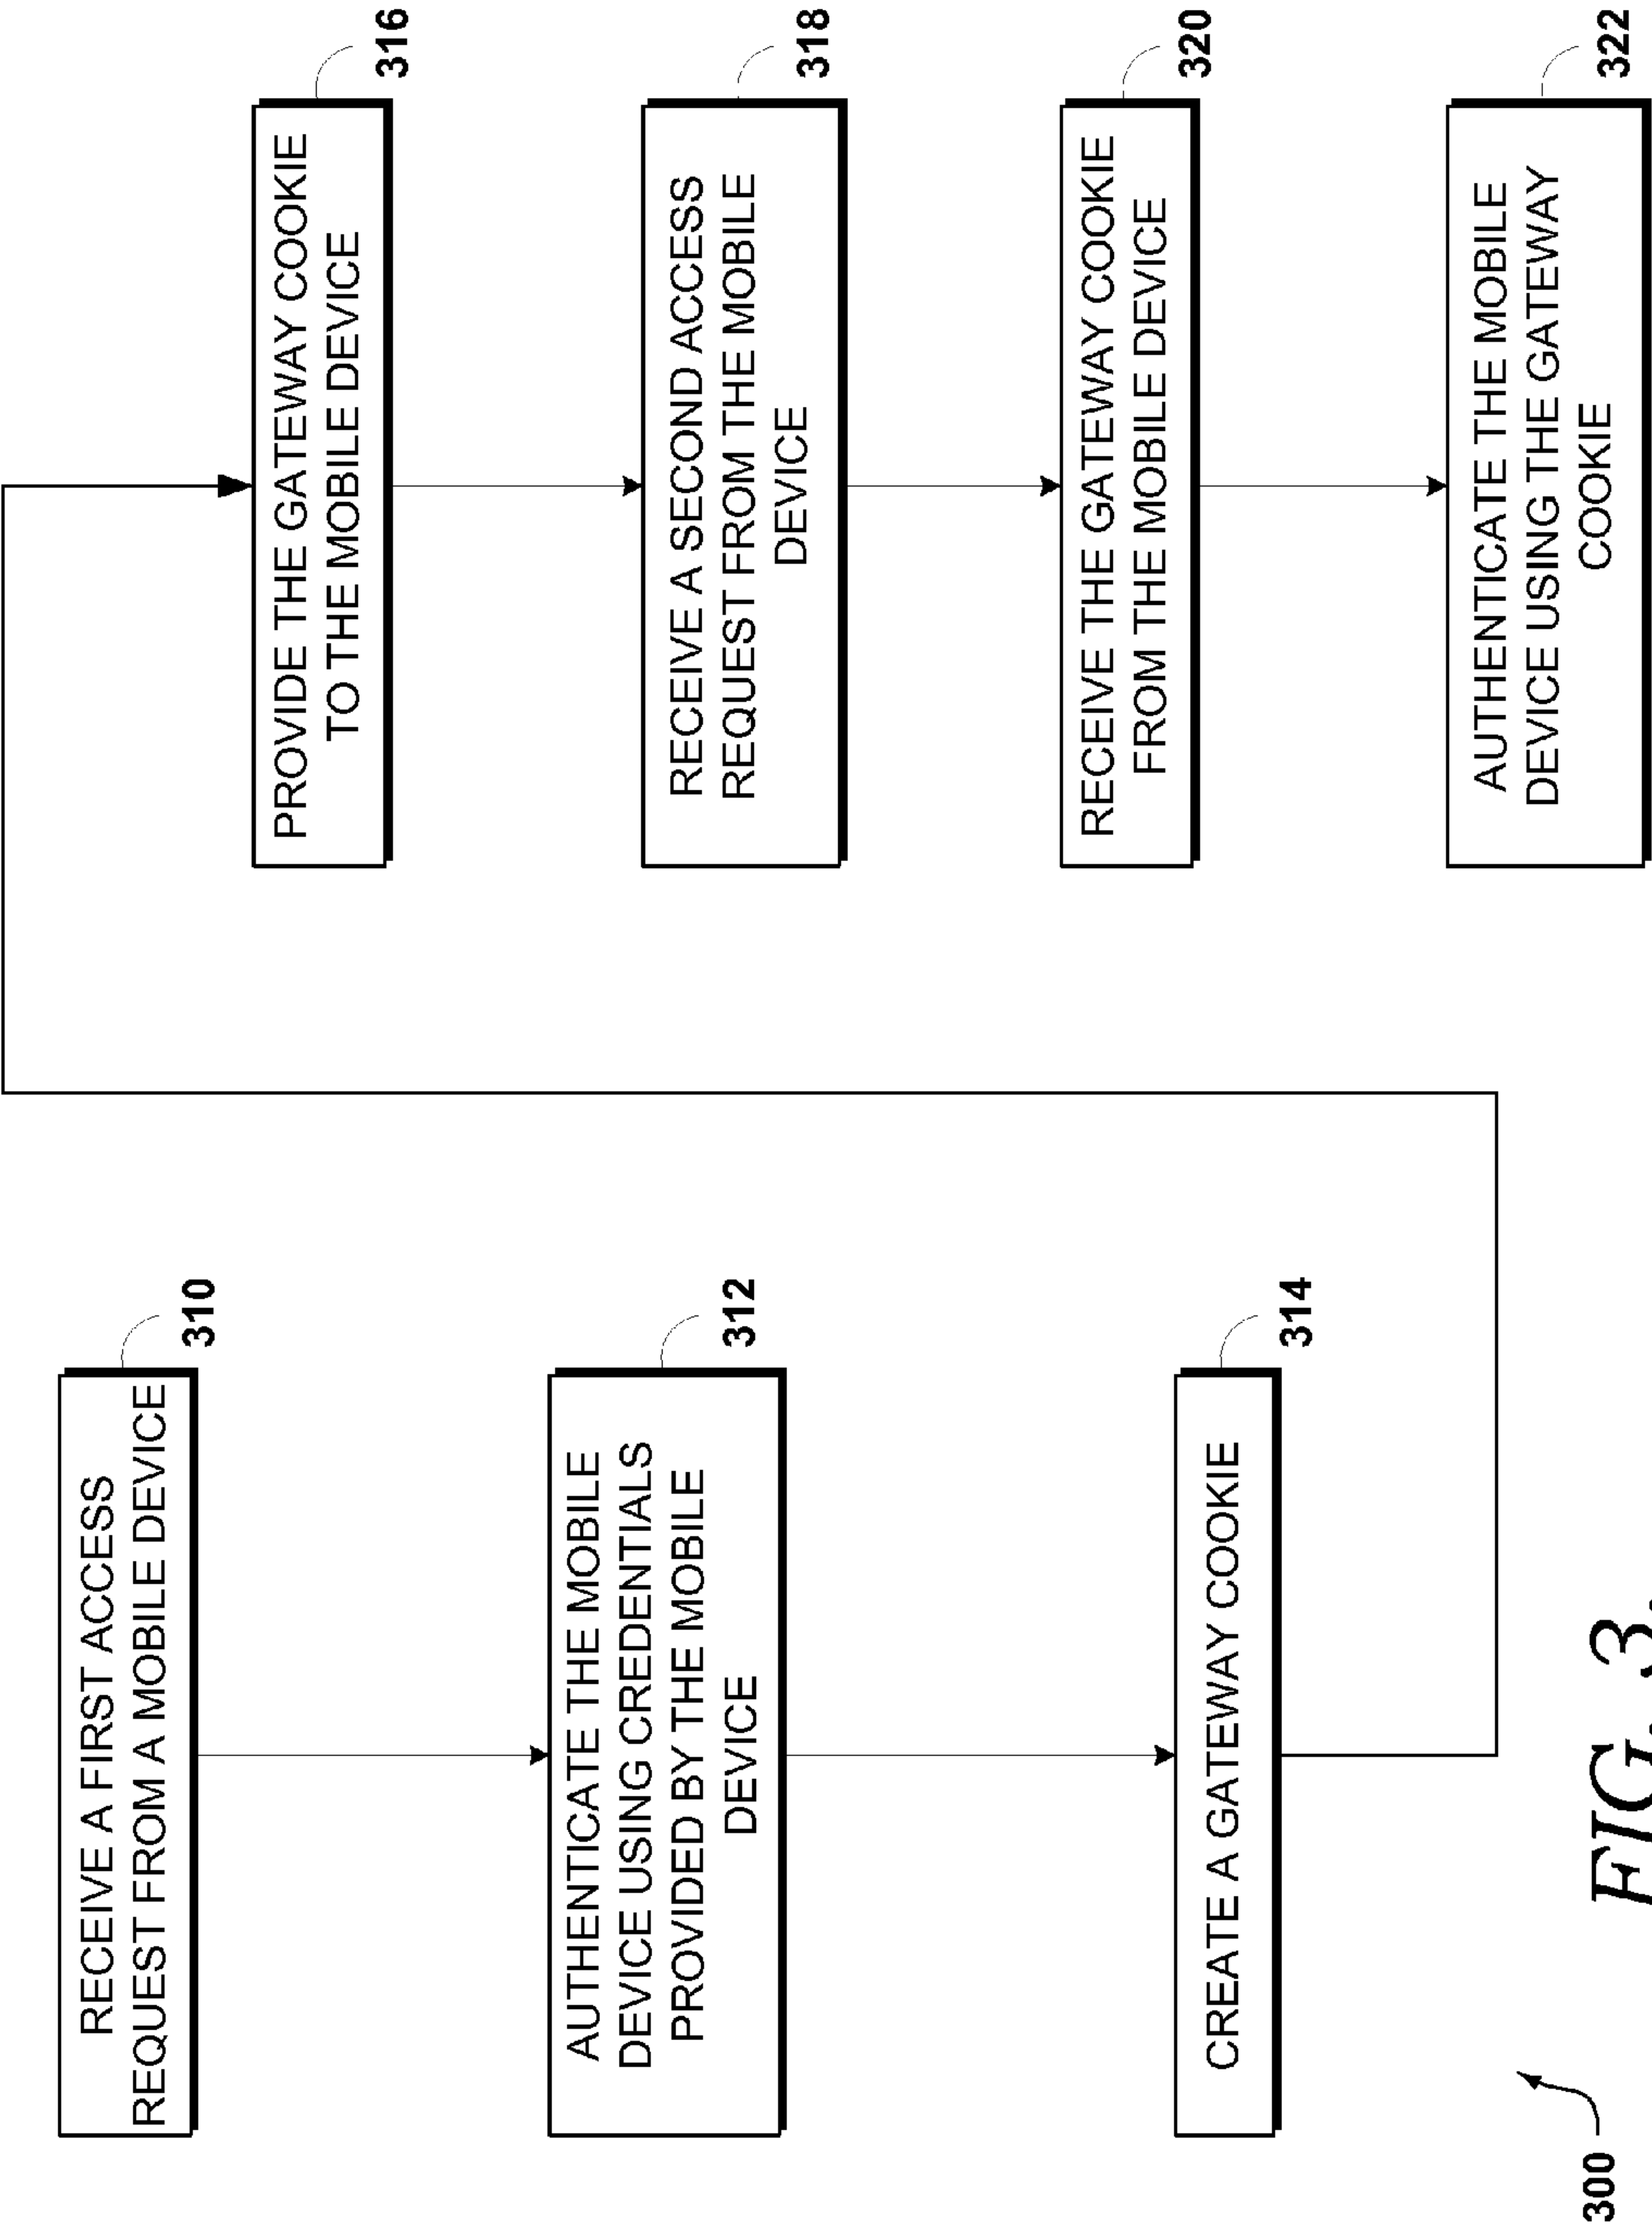 RECEIVE A FIRST ACCESS
REQUEST FROM A MOBILE DEVICE
310
AUTHENTICATE THE MOBILE
DEVICE USING CREDENTIALS
PROVIDED BY THE MOBILE
DEVICE
312
CREATE A GATEWAY COOKIE
314
PROVIDE THE GATEWAY COOKIE
TO THE MOBILE DEVICE
316
RECEIVE A SECOND ACCESS
REQUEST FROM THE MOBILE
DEVICE
318
RECEIVE THE GATEWAY COOKIE
FROM THE MOBILE DEVICE
320
AUTHENTICATE THE MOBILE
DEVICE USING THE GATEWAY
COOKIE
322
300
FIG. 3.